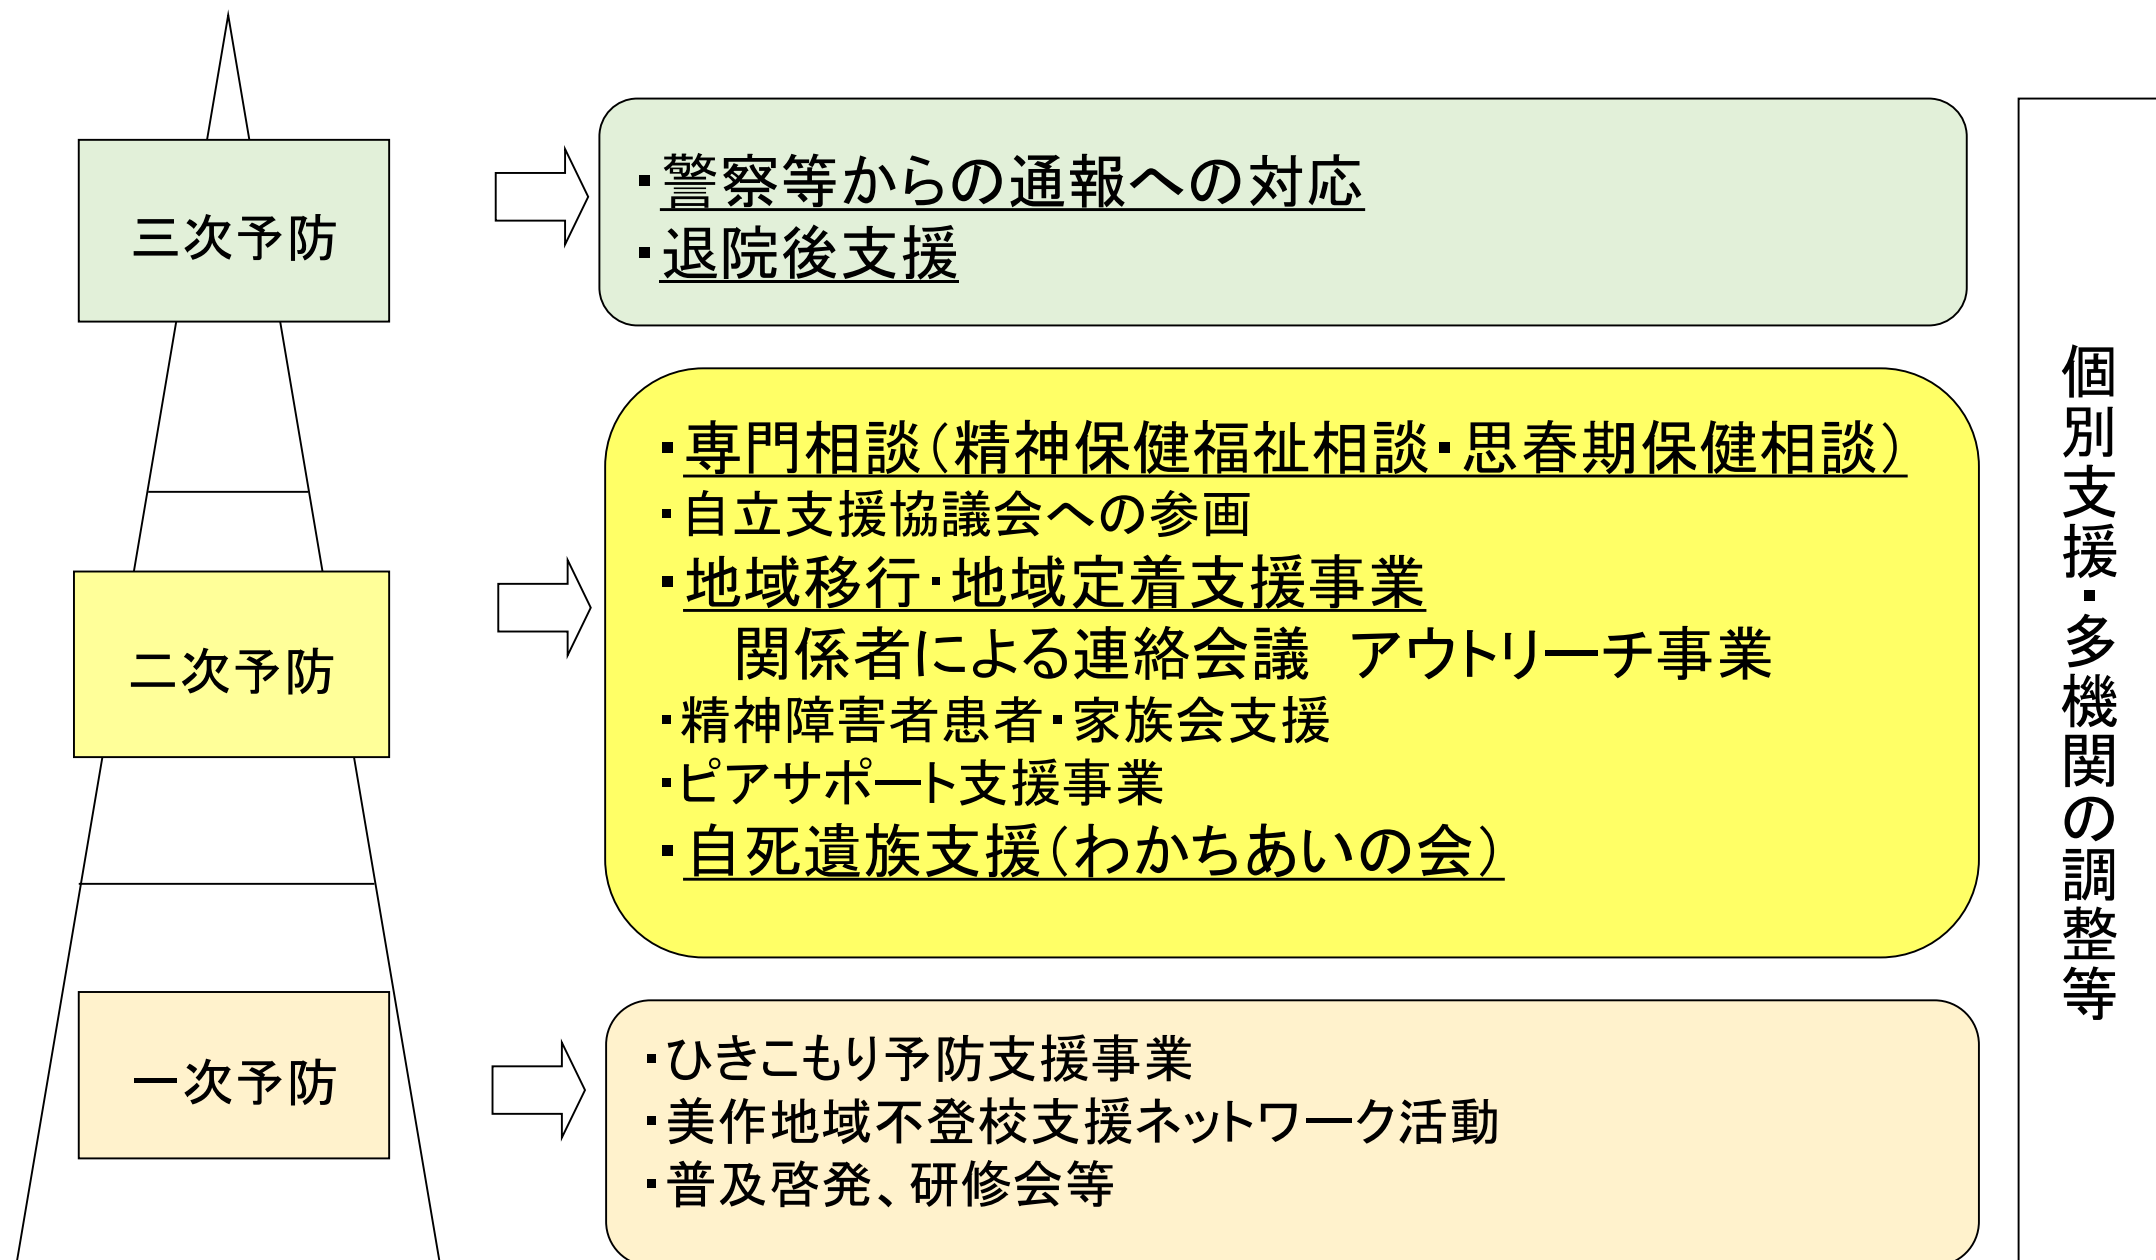 三次予防
・警察等からの通報への対応
・退院後支援
二次予防
・専門相談（精神保健福祉相談・思春期保健相談）
・自立支援協議会への参画
・地域移行・地域定着支援事業
関係者による連絡会議　アウトリーチ事業
・精神障害者患者・家族会支援
・ピアサポート支援事業
・自死遺族支援（わかちあいの会）
一次予防
・ひきこもり予防支援事業
・美作地域不登校支援ネットワーク活動
・普及啓発、研修会等
個別支援・多機関の調整等